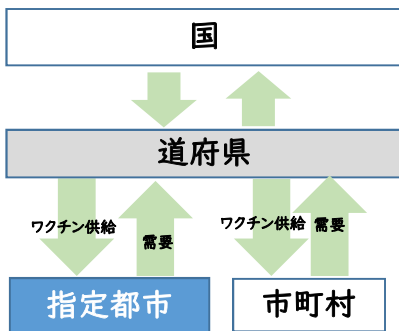 国
道府県
ワクチン供給
需要
ワクチン供給
需要
指定都市
市町村